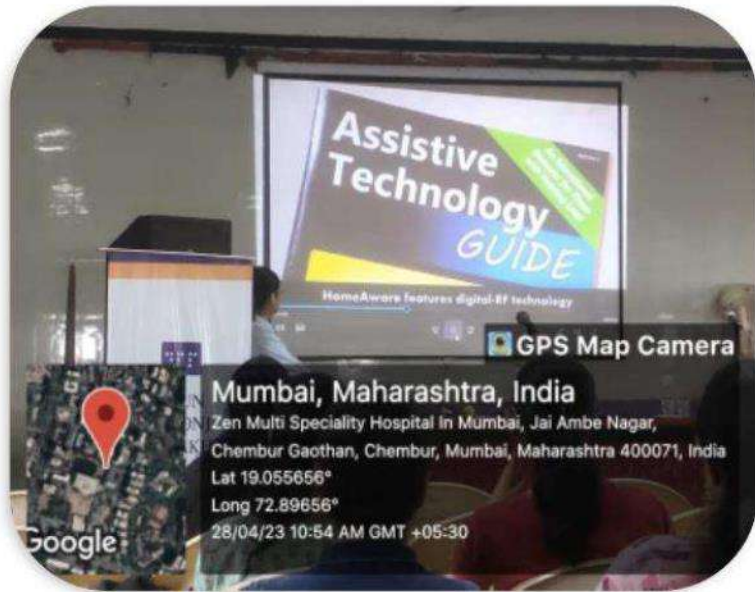 Assistive
Technology
GUIDE
HomeAware features digital-RF technology
GPS Map Camera
Mumbai, Maharashtra, India
Zen Multi Speciality Hospital In Mumbai, Jai Ambe Nagar,
Chembur Gaothan, Chembur, Mumbai, Maharashtra 400071, India
Lat 19.055656°
Long 72.89656°
28/04/23 10:54 AM GMT +05:30
Google